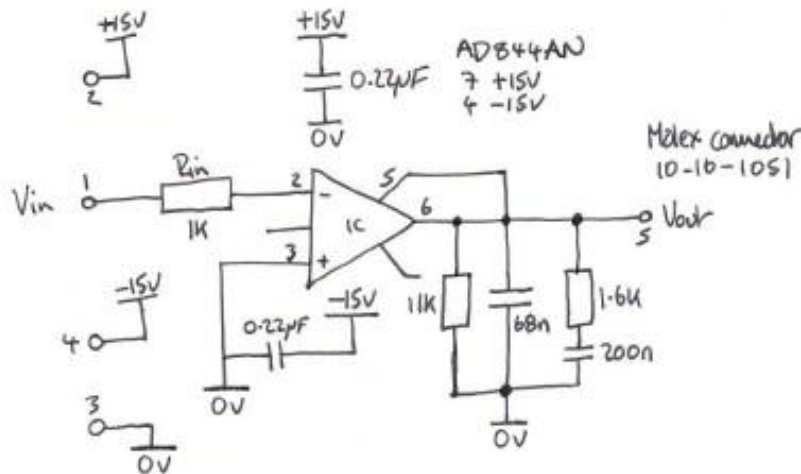 +15V
2
+15V
0.22µF
0V
AD844AN
7 +15V
4 -15V
Molex connector
10-10-1051
Vin
1
Rin
1K
2
-
3
+
IC
5
6
Vout
5
-15V
4
0.22µF
-15V
0V
11K
68n
1.6K
200n
0V
3
0V